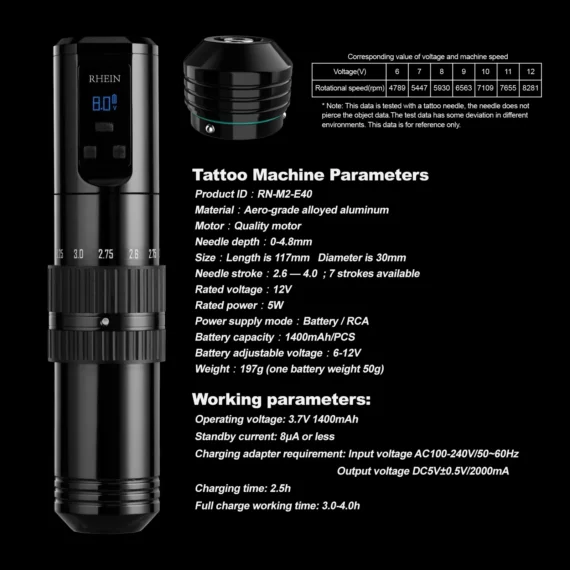 RHEIN
8.0 V
.25 3.0 2.75 2.6 2.75
Corresponding value of voltage and machine speed
Voltage(V) 6 7 8 9 10 11 12
Rotational speed(rpm) 4789 5447 5930 6563 7109 7655 8281
* Note: This data is tested with a tattoo needle, the needle does not
pierce the object data.The test data has some deviation in different
environments. This data is for reference only.
Tattoo Machine Parameters
Product ID : RN-M2-E40
Material : Aero-grade alloyed aluminum
Motor : Quality motor
Needle depth : 0-4.8mm
Size : Length is 117mm Diameter is 30mm
Needle stroke : 2.6 — 4.0 ; 7 strokes available
Rated voltage : 12V
Rated power : 5W
Power supply mode : Battery / RCA
Battery capacity : 1400mAh/PCS
Battery adjustable voltage : 6-12V
Weight : 197g (one battery weight 50g)
Working parameters:
Operating voltage: 3.7V 1400mAh
Standby current: 8μA or less
Charging adapter requirement: Input voltage AC100-240V/50~60Hz
Output voltage DC5V±0.5V/2000mA
Charging time: 2.5h
Full charge working time: 3.0-4.0h